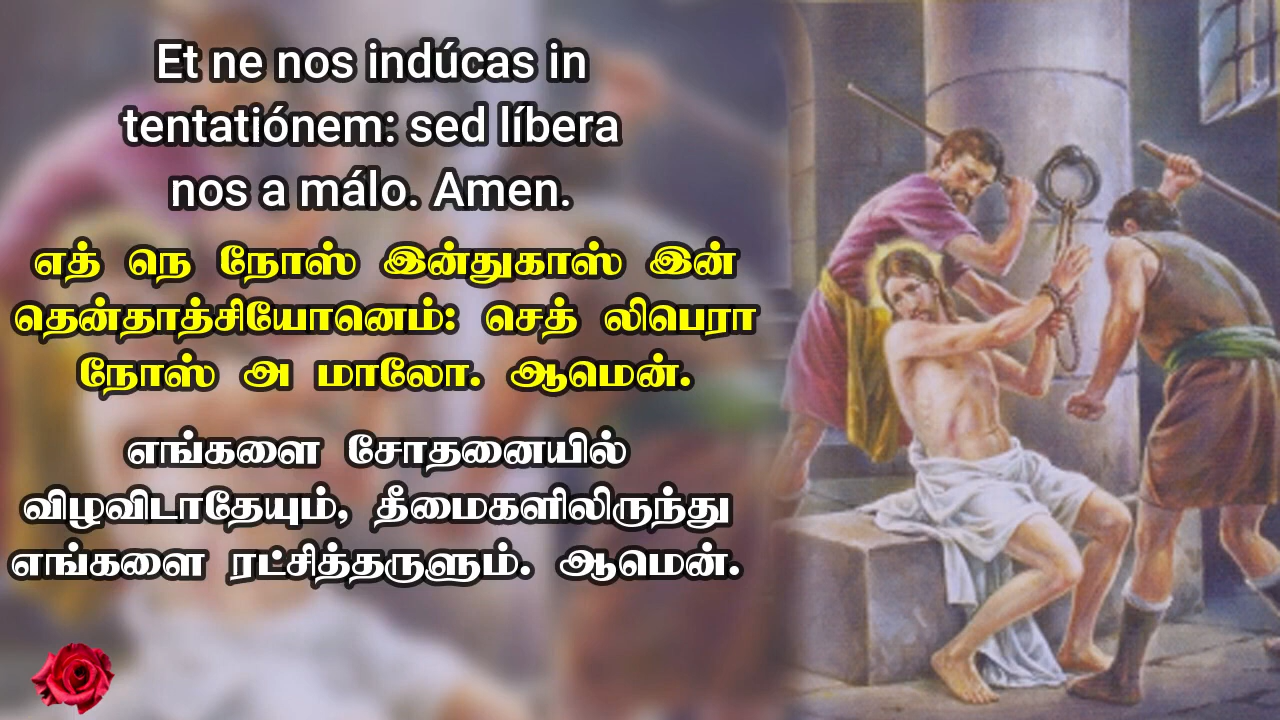 Et ne nos indúcas in
tentatiónem: sed líbera
nos a málo. Amen.
எத் நெ நோஸ் இன்துகாஸ் இன்
தென்தாத்சியோனெம்: செத் லிபெரா
நோஸ் அ மாலோ. ஆமென்.
எங்களை சோதனையில்
விழவிடாதேயும், தீமைகளிலிருந்து
எங்களை ரட்சித்தருளும். ஆமென்.